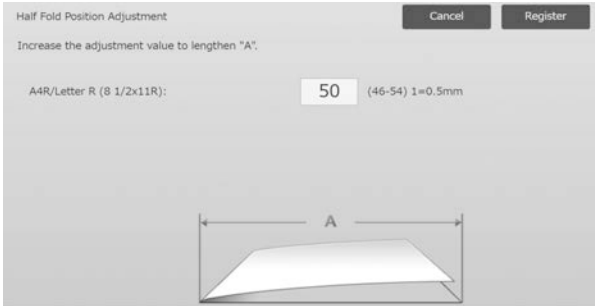 Half Fold Position Adjustment
Cancel
Register
Increase the adjustment value to lengthen "A".
A4R/Letter R (8 1/2x11R):
50
(46-54) 1=0.5mm
A